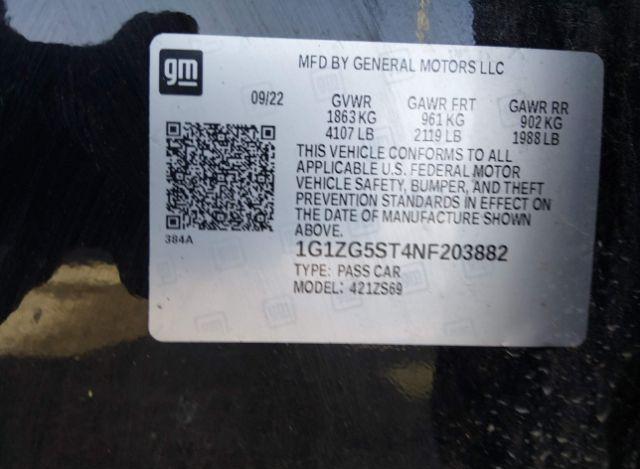 gm
MFD BY GENERAL MOTORS LLC
09/22 GVWR GAWR FRT GAWR RR
1863 KG 961 KG 902 KG
4107 LB 2119 LB 1988 LB
THIS VEHICLE CONFORMS TO ALL
APPLICABLE U.S. FEDERAL MOTOR
VEHICLE SAFETY, BUMPER, AND THEFT
PREVENTION STANDARDS IN EFFECT ON
THE DATE OF MANUFACTURE SHOWN
ABOVE.
384A
1G1ZG5ST4NF203882
TYPE: PASS CAR
MODEL: 421ZS69